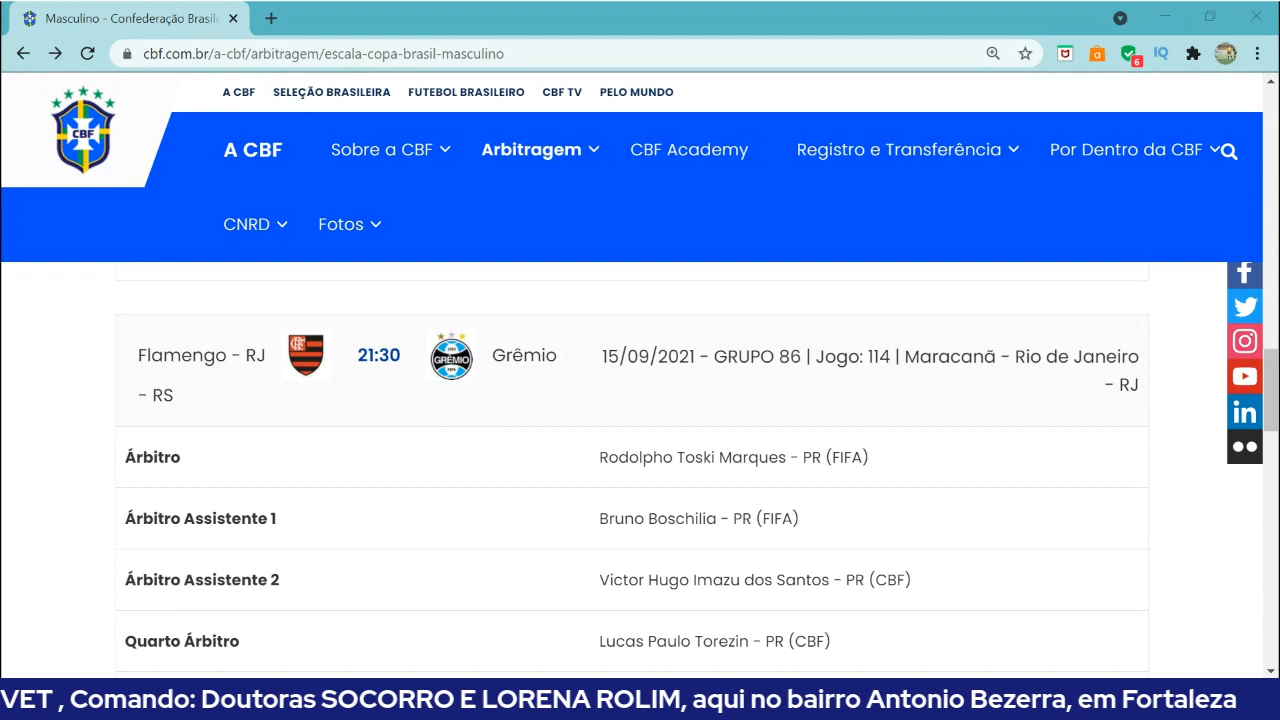 Masculino - Confederação Brasile
cbf.com.br/a-cbf/arbitragem/escala-copa-brasil-masculino
a
6
IQ
CBF
A CBF SELEÇÃO BRASILEIRA FUTEBOL BRASILEIRO CBF TV PELO MUNDO
A CBF Sobre a CBF Arbitragem CBF Academy Registro e Transferência Por Dentro da CBF
CNRD Fotos
Flamengo - RJ 21:30 GRÊMIO Grêmio 15/09/2021 - GRUPO 86 | Jogo: 114 | Maracanã - Rio de Janeiro
- RS - RJ
Árbitro Rodolpho Toski Marques - PR (FIFA)
Árbitro Assistente 1 Bruno Boschilia - PR (FIFA)
Árbitro Assistente 2 Victor Hugo Imazu dos Santos - PR (CBF)
Quarto Árbitro Lucas Paulo Torezin - PR (CBF)
VET , Comando: Doutoras SOCORRO E LORENA ROLIM, aqui no bairro Antonio Bezerra, em Fortaleza